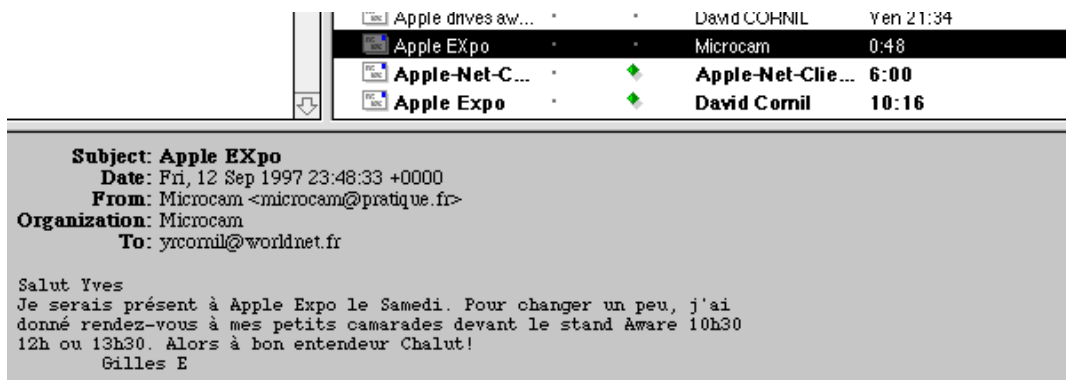 Apple drives aw... David CORNIL Ven 21:34
Apple EXpo Microcam 0:48
Apple-Net-C... Apple-Net-Clie... 6:00
Apple Expo David Cornil 10:16
Subject: Apple EXpo
Date: Fri, 12 Sep 1997 23:48:33 +0000
From: Microcam <microcam@pratique.fr>
Organization: Microcam
To: yrcornil@worldnet.fr
Salut Yves
Je serais présent à Apple Expo le Samedi. Pour changer un peu, j'ai
donné rendez-vous à mes petits camarades devant le stand Aware 10h30
12h ou 13h30. Alors à bon entendeur Chalut!
Gilles E